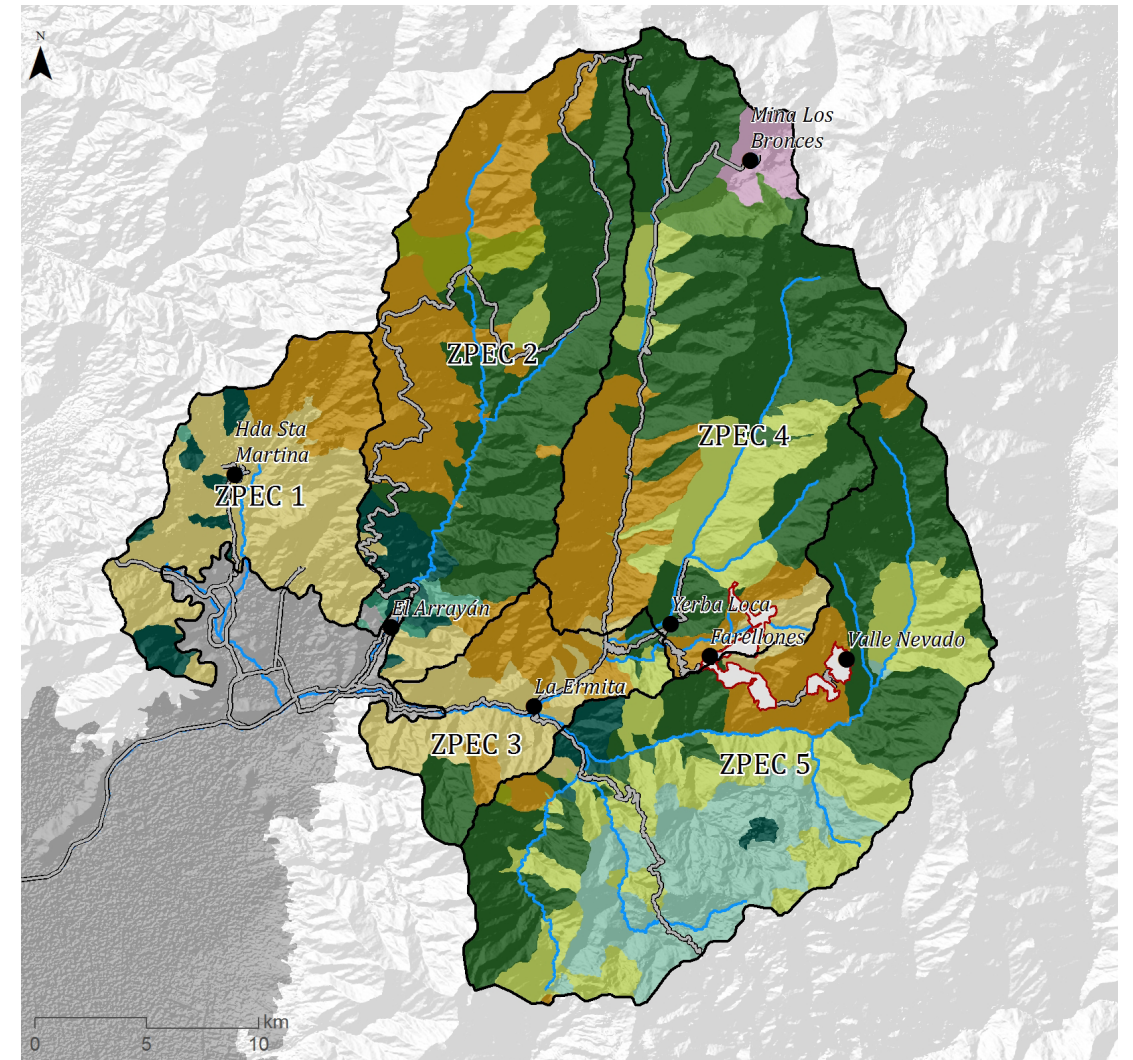 N
Mina Los
Bronces
ZPEC 2
Hda Sta
Martina
ZPEC 4
ZPEC 1
El Arrayán
Yerba Loca
Farellones
Valle Nevado
La Ermita
ZPEC 3
ZPEC 5
km
0 5 10